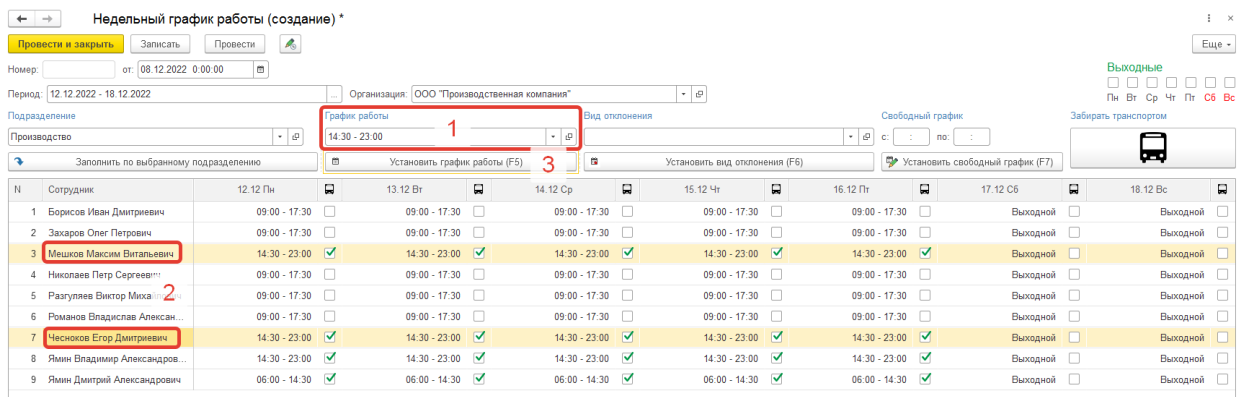 Недельный график работы (создание) *
Провести и закрыть Записать Провести Еще
Номер: от: 08.12.2022 0:00:00 Выходные
Период: 12.12.2022 - 18.12.2022 ... Организация: ООО "Производственная компания" Пн Вт Ср Чт Пт Сб Вс
Подразделение График работы Вид отклонения Свободный график Забирать транспортом
Производство 14:30 - 23:00 1 с: : по: :
Заполнить по выбранному подразделению Установить график работы (F5) 3 Установить вид отклонения (F6) Установить свободный график (F7)
N Сотрудник 12.12 Пн 13.12 Вт 14.12 Ср 15.12 Чт 16.12 Пт 17.12 Сб 18.12 Вс
1 Борисов Иван Дмитриевич 09:00 - 17:30 09:00 - 17:30 09:00 - 17:30 09:00 - 17:30 09:00 - 17:30 Выходной Выходной
2 Захаров Олег Петрович 09:00 - 17:30 09:00 - 17:30 09:00 - 17:30 09:00 - 17:30 09:00 - 17:30 Выходной Выходной
3 Мешков Максим Витальевич 14:30 - 23:00 14:30 - 23:00 14:30 - 23:00 14:30 - 23:00 14:30 - 23:00 Выходной Выходной
4 Николаев Петр Сергеевич 09:00 - 17:30 09:00 - 17:30 09:00 - 17:30 09:00 - 17:30 09:00 - 17:30 Выходной Выходной
2
5 Разгуляев Виктор 09:00 - 17:30 09:00 - 17:30 09:00 - 17:30 09:00 - 17:30 09:00 - 17:30 Выходной Выходной
6 Романов Владислав Алексан... 09:00 - 17:30 09:00 - 17:30 09:00 - 17:30 09:00 - 17:30 09:00 - 17:30 Выходной Выходной
7 Чесноков Егор Дмитриевич 14:30 - 23:00 14:30 - 23:00 14:30 - 23:00 14:30 - 23:00 14:30 - 23:00 Выходной Выходной
8 Ямин Владимир Александров... 14:30 - 23:00 14:30 - 23:00 14:30 - 23:00 14:30 - 23:00 14:30 - 23:00 Выходной Выходной
9 Ямин Дмитрий Александрович 06:00 - 14:30 06:00 - 14:30 06:00 - 14:30 06:00 - 14:30 06:00 - 14:30 Выходной Выходной